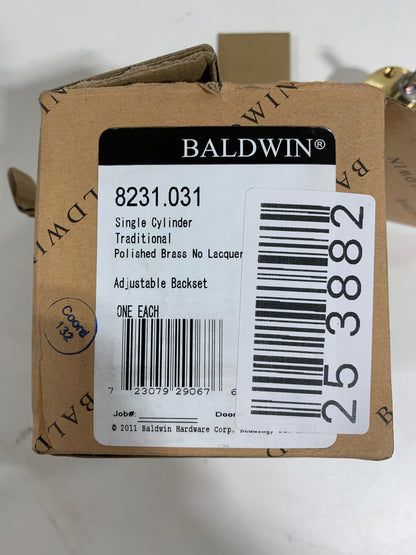 BALDWIN®
8231.031
Single Cylinder
Traditional
Polished Brass No Lacquer
Adjustable Backset
ONE EACH
7 23079 29067 6
Job#: Door
© 2011 Baldwin Hardware Corp. Reading,
25 3882
Coord
132
BALDWIN
BALDWIN